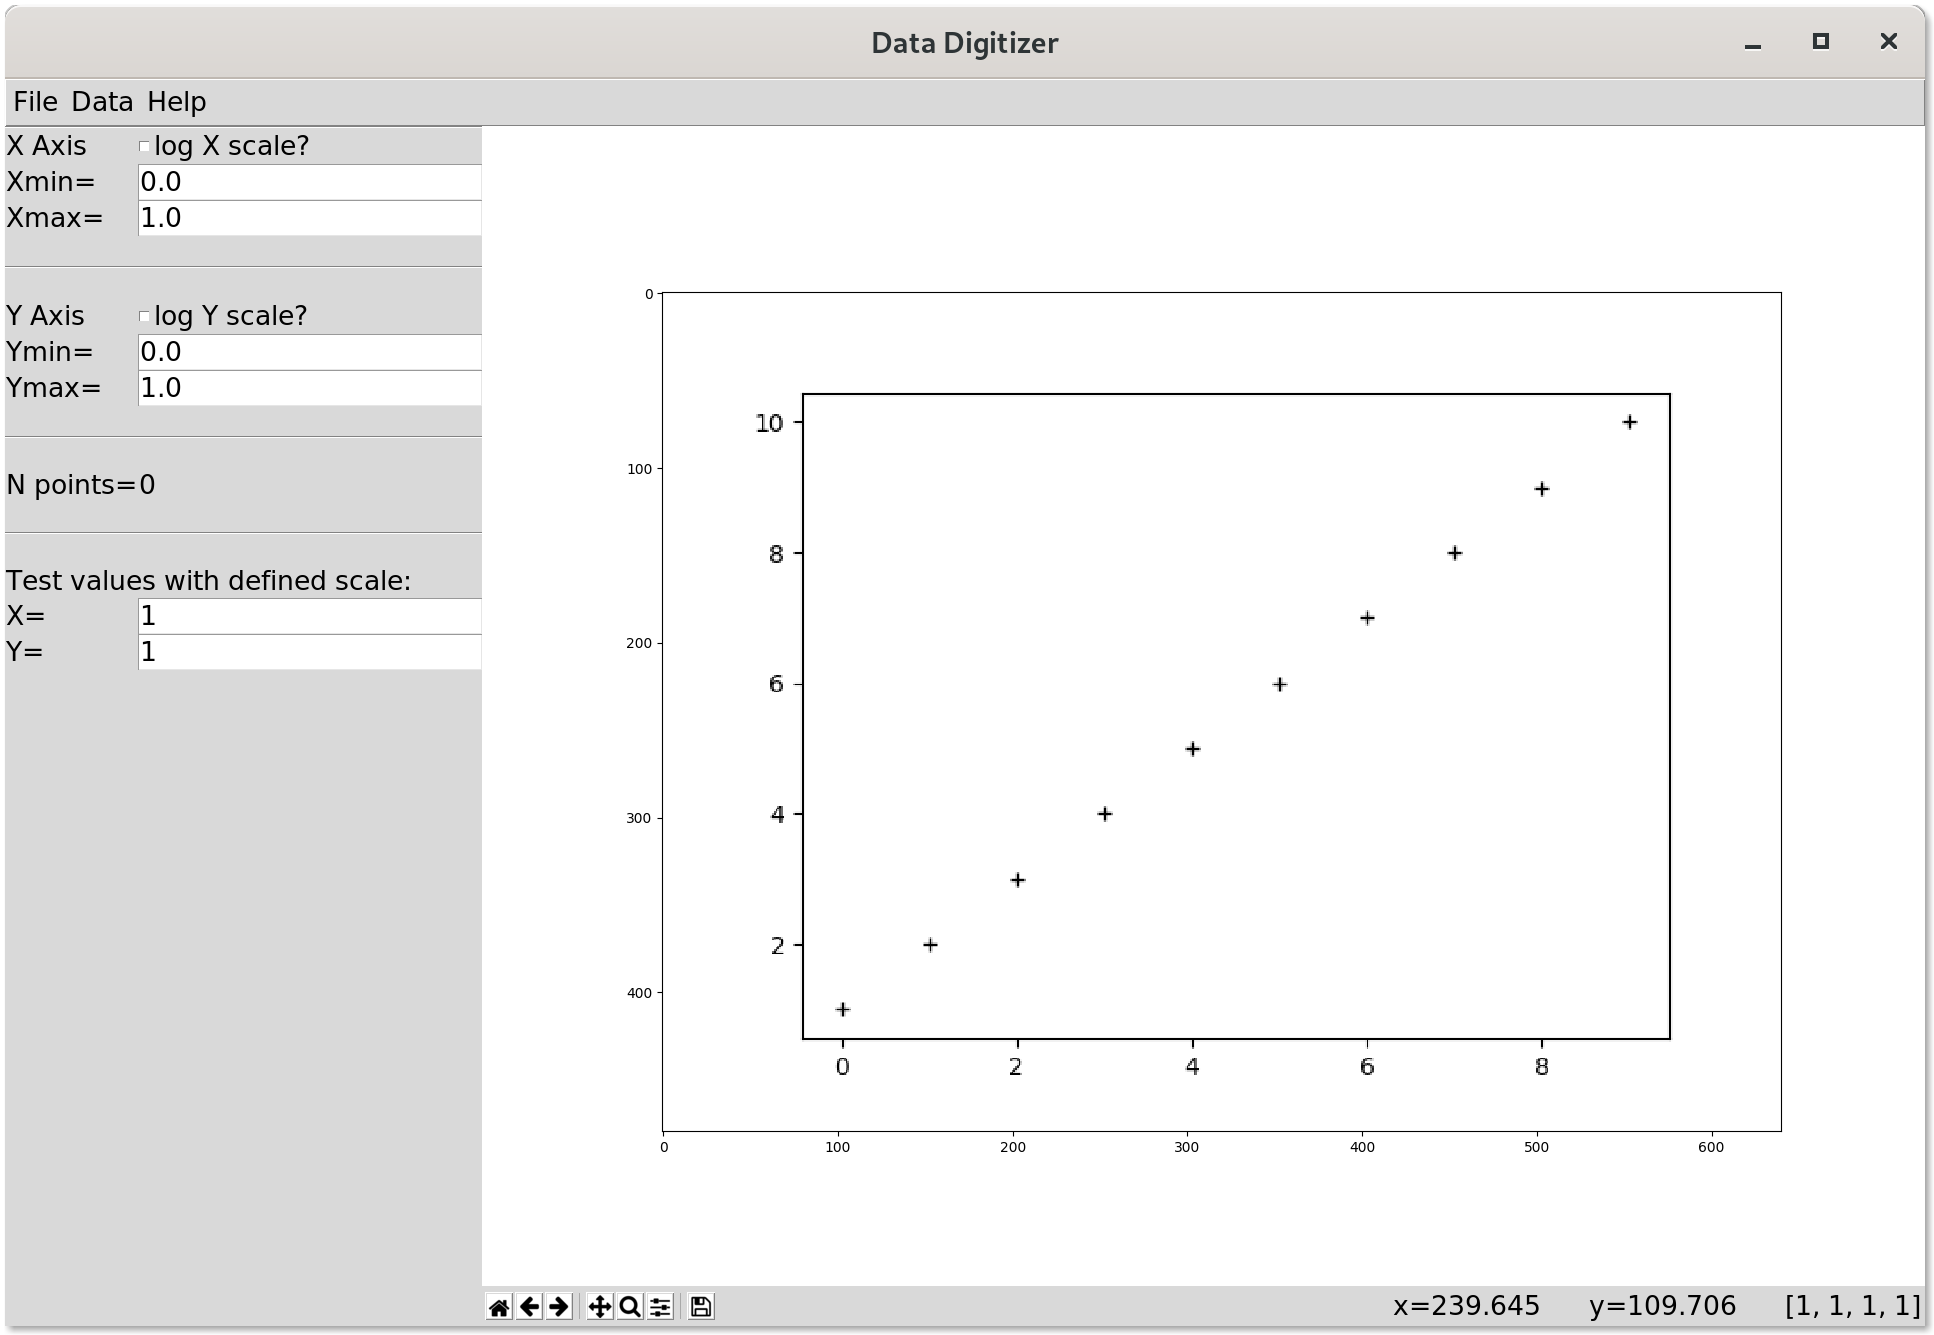 Data Digitizer
File Data Help
X Axis log X scale?
Xmin= 0.0
Xmax= 1.0
Y Axis log Y scale?
Ymin= 0.0
Ymax= 1.0
N points=0
Test values with defined scale:
X= 1
Y= 1
0
100
200
300
400
10
8
6
4
2
0 2 4 6 8
0 100 200 300 400 500 600
x=239.645 y=109.706 [1, 1, 1, 1]